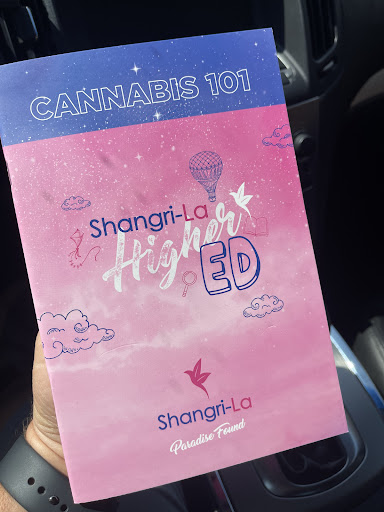 CANNABIS 101
Shangri-La
Higher
ED
Shangri-La
Paradise Found